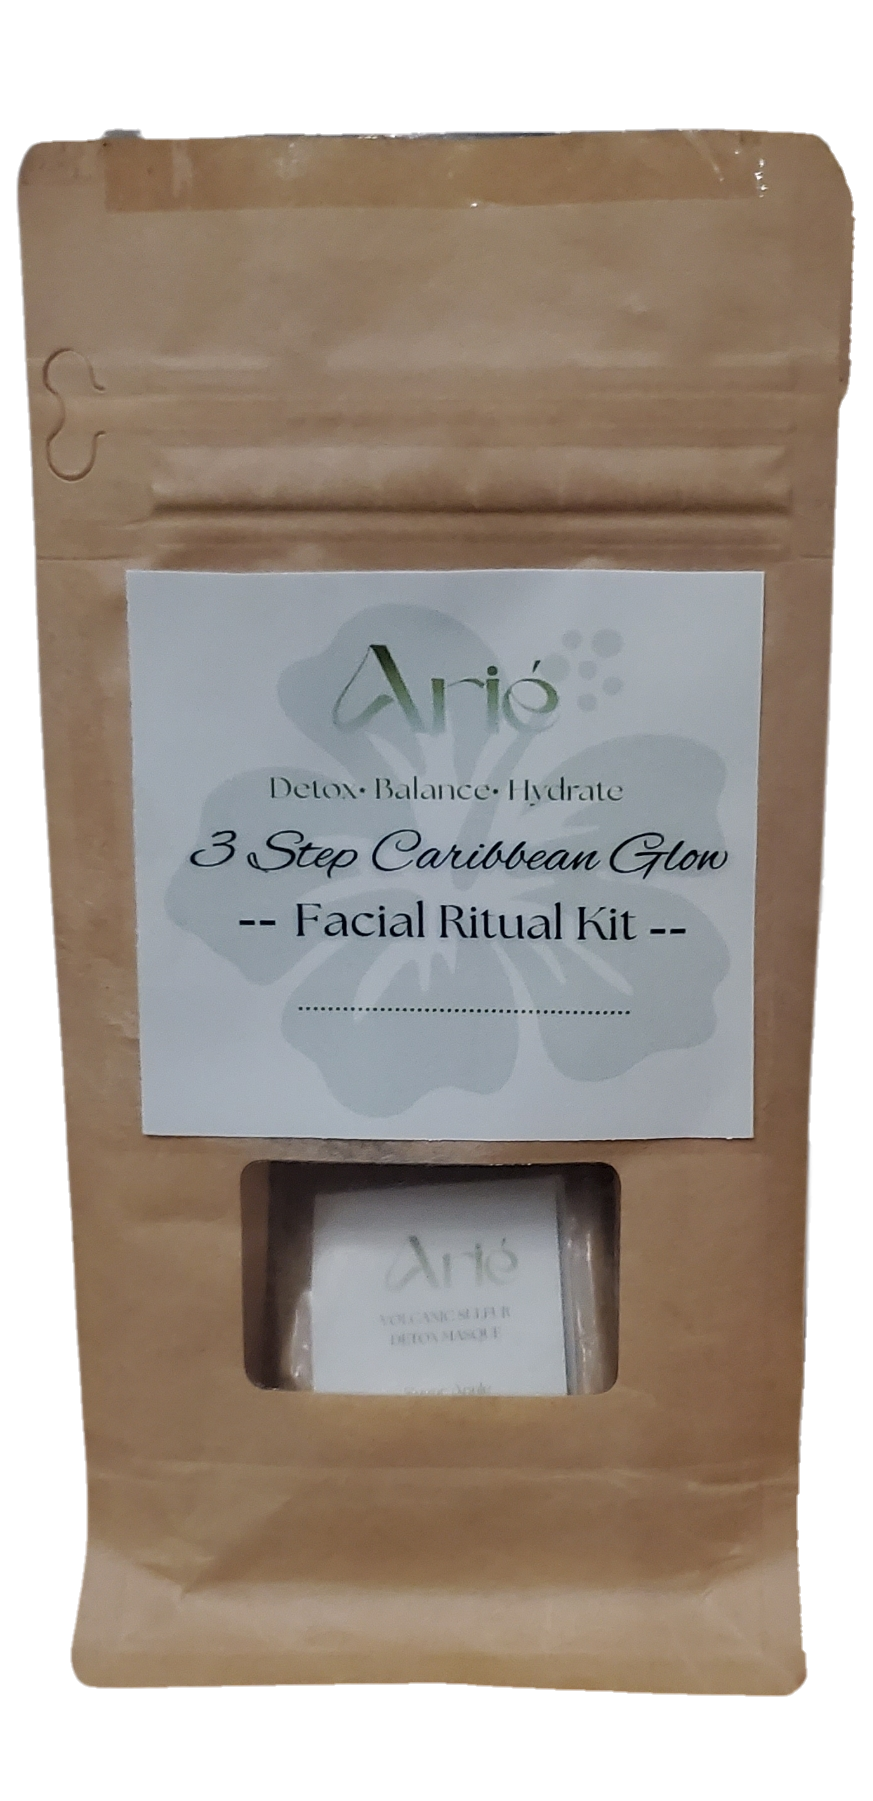 Arié
Detox• Balance• Hydrate
3 Step Caribbean Glow
-- Facial Ritual Kit --
Arié
VOLCANIC SULFUR
DETOX MASQUE